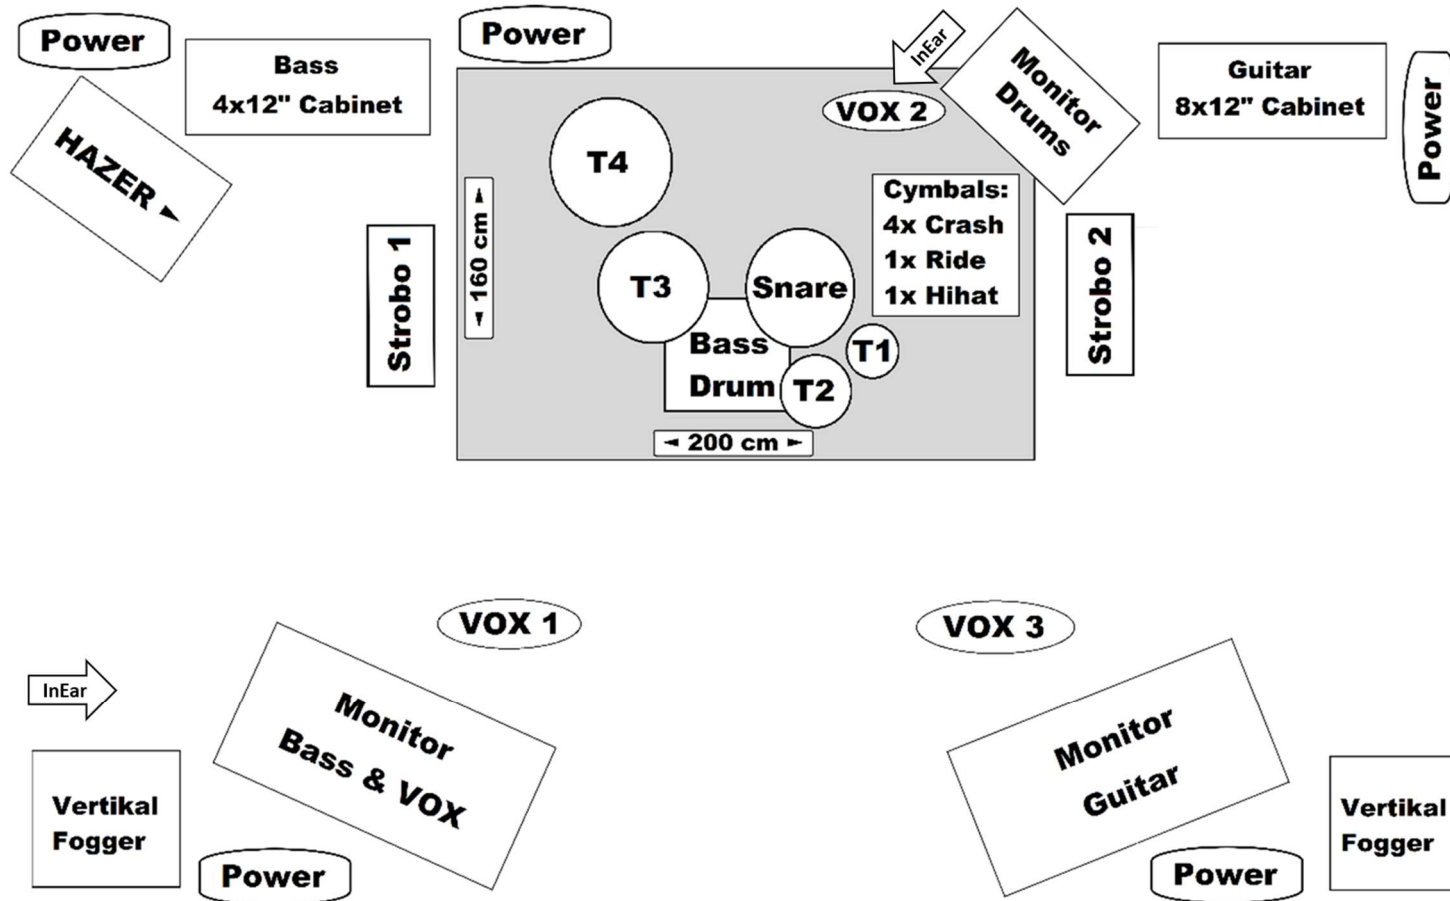 Power
Power
InEar
Bass
4x12" Cabinet
Monitor
Drums
Guitar
8x12" Cabinet
Power
HAZER ►
VOX 2
T4
Cymbals:
4x Crash
1x Ride
1x Hihat
Strobo 1
◄ 160 cm ►
T3
Snare
Strobo 2
Bass
Drum
T1
T2
◄ 200 cm ►
VOX 1
VOX 3
InEar
Monitor
Bass & VOX
Monitor
Guitar
Vertikal
Fogger
Vertikal
Fogger
Power
Power